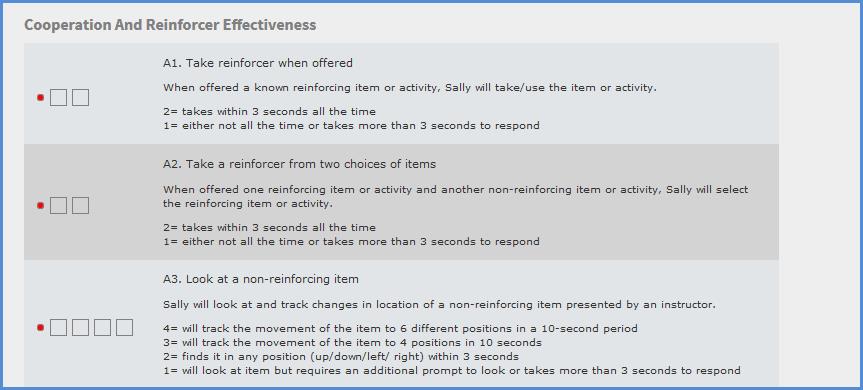 Cooperation And Reinforcer Effectiveness
A1. Take reinforcer when offered
When offered a known reinforcing item or activity, Sally will take/use the item or activity.
2= takes within 3 seconds all the time
1= either not all the time or takes more than 3 seconds to respond
A2. Take a reinforcer from two choices of items
When offered one reinforcing item or activity and another non-reinforcing item or activity, Sally will select
the reinforcing item or activity.
2= takes within 3 seconds all the time
1= either not all the time or takes more than 3 seconds to respond
A3. Look at a non-reinforcing item
Sally will look at and track changes in location of a non-reinforcing item presented by an instructor.
4= will track the movement of the item to 6 different positions in a 10-second period
3= will track the movement of the item to 4 positions in 10 seconds
2= finds it in any position (up/down/left/ right) within 3 seconds
1= will look at item but requires an additional prompt to look or takes more than 3 seconds to respond